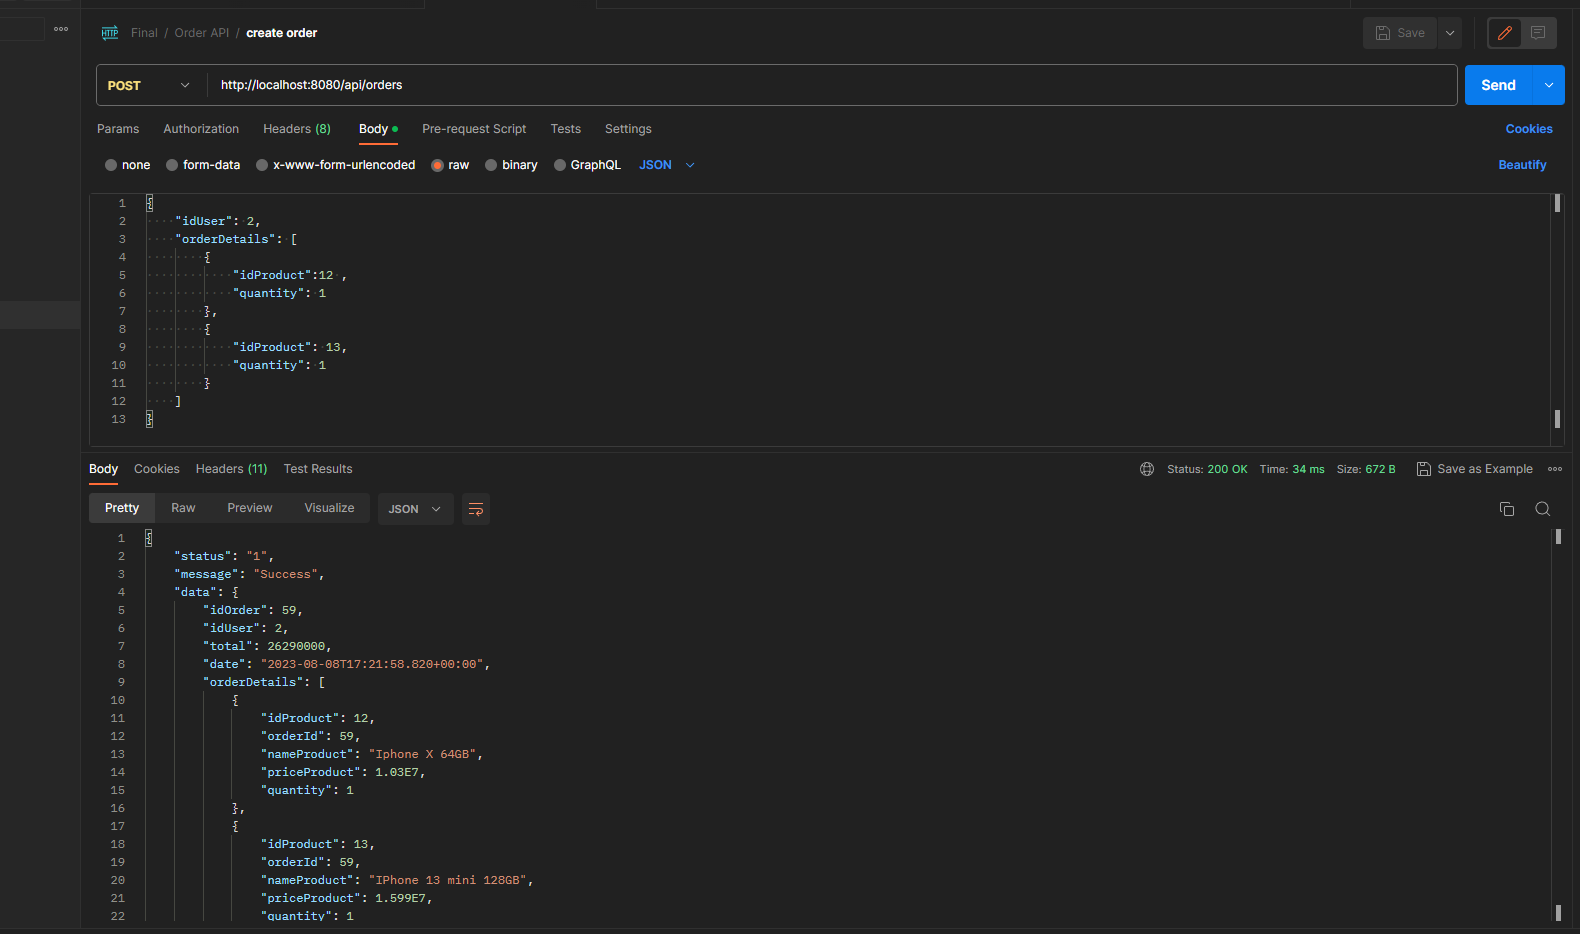 Final / Order API / create order
Save
POST http://localhost:8080/api/orders Send
Params Authorization Headers (8) Body Pre-request Script Tests Settings Cookies
none form-data x-www-form-urlencoded raw binary GraphQL JSON Beautify
1 {
2 "idUser": 2,
3 "orderDetails": [
4 {
5 "idProduct":12 ,
6 "quantity": 1
7 },
8 {
9 "idProduct": 13,
10 "quantity": 1
11 }
12 ]
13 }
Body Cookies Headers (11) Test Results Status: 200 OK Time: 34 ms Size: 672 B Save as Example
Pretty Raw Preview Visualize JSON
1 {
2 "status": "1",
3 "message": "Success",
4 "data": {
5 "idOrder": 59,
6 "idUser": 2,
7 "total": 26290000,
8 "date": "2023-08-08T17:21:58.820+00:00",
9 "orderDetails": [
10 {
11 "idProduct": 12,
12 "orderId": 59,
13 "nameProduct": "Iphone X 64GB",
14 "priceProduct": 1.03E7,
15 "quantity": 1
16 },
17 {
18 "idProduct": 13,
19 "orderId": 59,
20 "nameProduct": "IPhone 13 mini 128GB",
21 "priceProduct": 1.599E7,
22 "quantity": 1